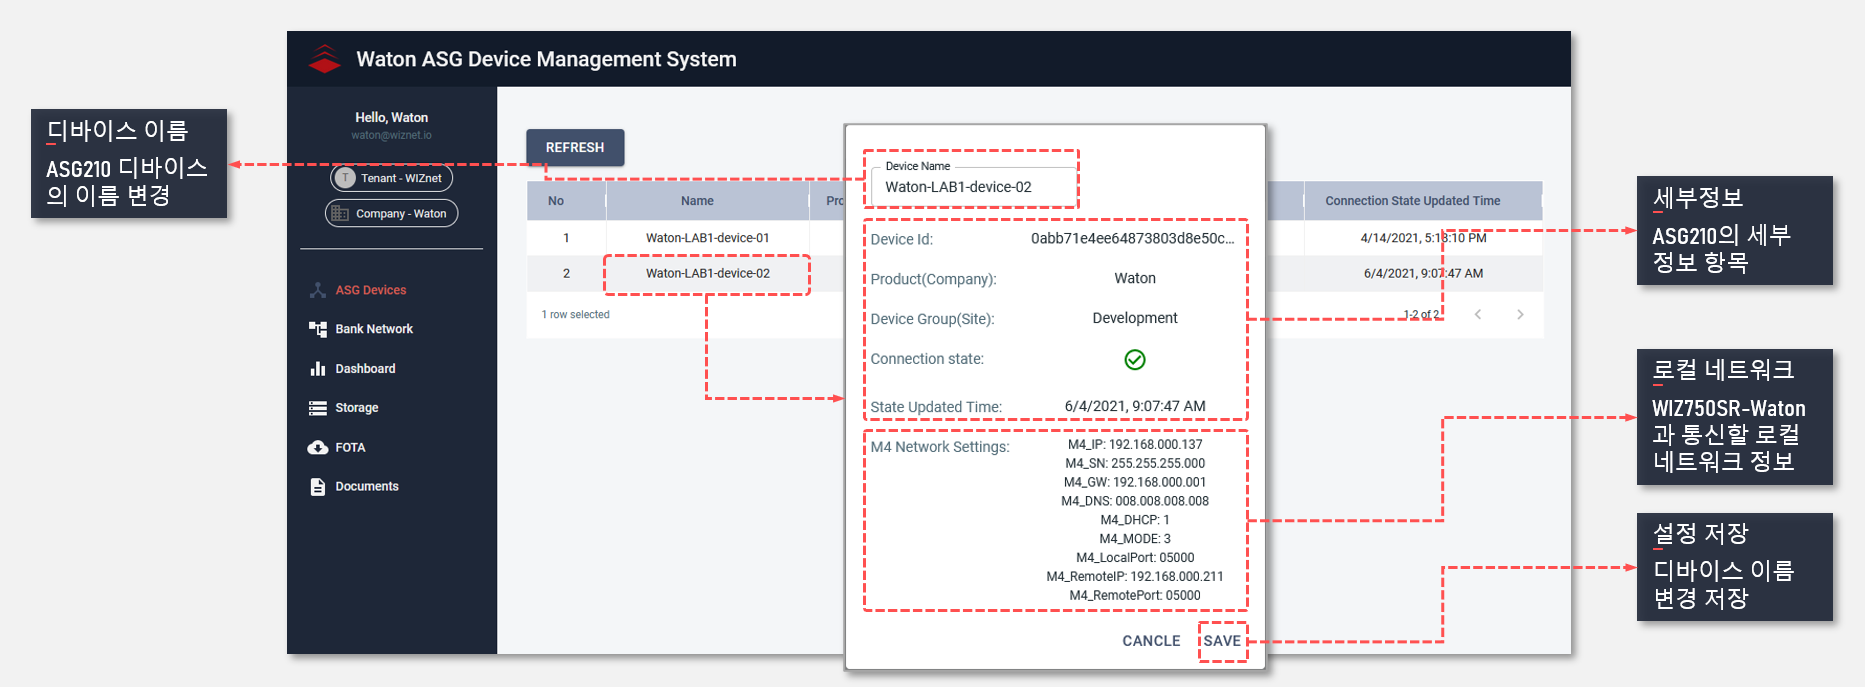 Waton ASG Device Management System
Hello, Waton
waton@wiznet.io
T
Tenant - WIZnet
Company - Waton
ASG Devices
Bank Network
Dashboard
Storage
FOTA
Documents
디바이스 이름
ASG210 디바이스
의 이름 변경
REFRESH
No
Name
Pro
Connection State Updated Time
1
Waton-LAB1-device-01
4/14/2021, 5:18:10 PM
2
Waton-LAB1-device-02
6/4/2021, 9:07:47 AM
1 row selected
1-2 of 2
Device Name
Waton-LAB1-device-02
Device Id: 0abb71e4ee64873803d8e50c...
Product(Company): Waton
Device Group(Site): Development
Connection state:
State Updated Time: 6/4/2021, 9:07:47 AM
M4 Network Settings: M4_IP: 192.168.000.137
M4_SN: 255.255.255.000
M4_GW: 192.168.000.001
M4_DNS: 008.008.008.008
M4_DHCP: 1
M4_MODE: 3
M4_LocalPort: 05000
M4_RemoteIP: 192.168.000.211
M4_RemotePort: 05000
CANCLE
SAVE
세부정보
ASG210의 세부
정보 항목
로컬 네트워크
WIZ750SR-Waton
과 통신할 로컬
네트워크 정보
설정 저장
디바이스 이름
변경 저장